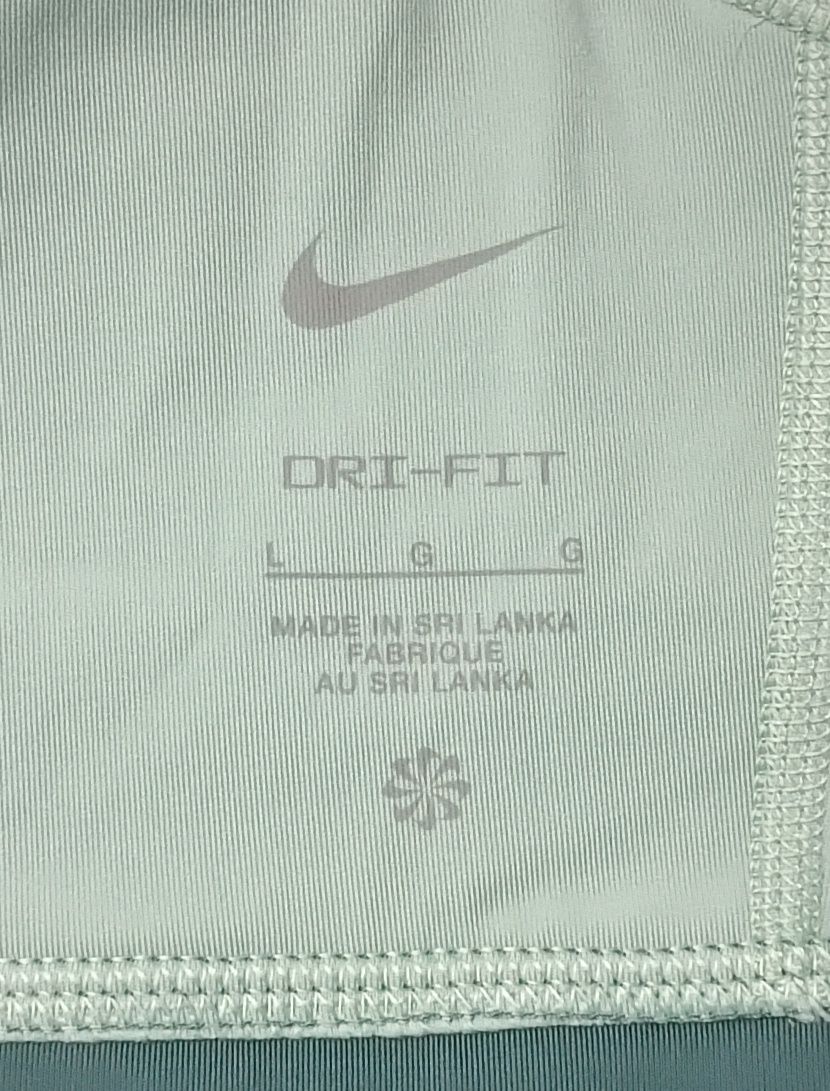 DRI-FIT
L G G
MADE IN SRI LANKA
FABRIQUE
AU SRI LANKA